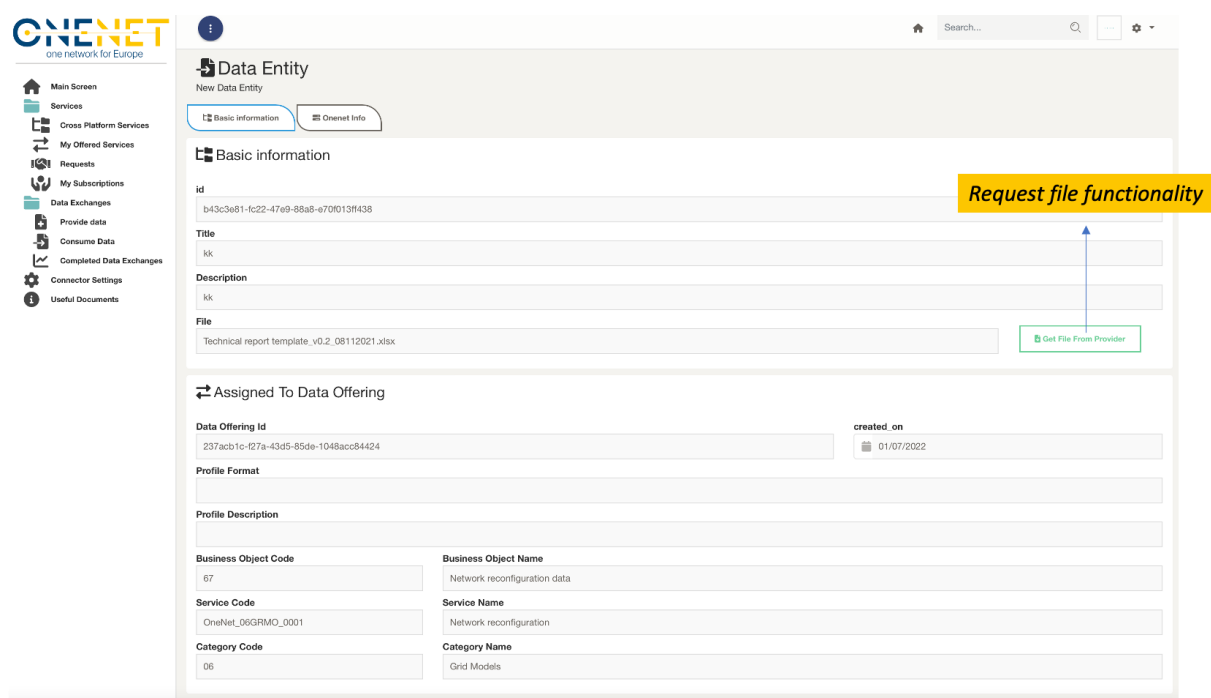 ONENET
one network for Europe
Search...
Main Screen
Services
Cross Platform Services
My Offered Services
Requests
My Subscriptions
Data Exchanges
Provide data
Consume Data
Completed Data Exchanges
Connector Settings
Useful Documents
Data Entity
New Data Entity
Basic information
Onenet Info
Basic information
Request file functionality
id
b43c3e81-fc22-47e9-88a8-e70f013ff438
Title
kk
Description
kk
File
Technical report template_v0.2_08112021.xlsx
Get File From Provider
Assigned To Data Offering
Data Offering Id
created_on
237acb1c-f27a-43d5-85de-1048acc84424
01/07/2022
Profile Format
Profile Description
Business Object Code
Business Object Name
67
Network reconfiguration data
Service Code
Service Name
OneNet_06GRMO_0001
Network reconfiguration
Category Code
Category Name
06
Grid Models